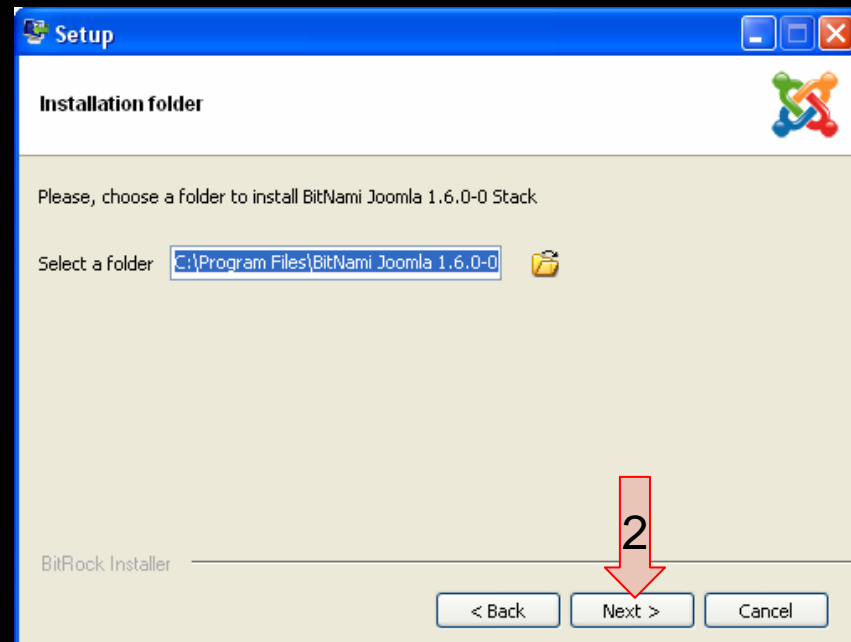 Setup
Installation folder
Please, choose a folder to install BitNami Joomla 1.6.0-0 Stack
Select a folder C:\Program Files\BitNami Joomla 1.6.0-0
2
BitRock Installer
< Back Next > Cancel